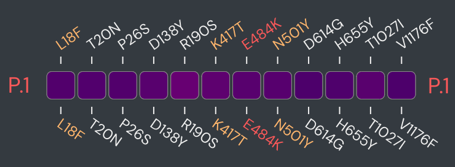 L18F T20N P26S D138Y R190S K417T E484K N501Y D614G H655Y T1027I V1176F
P.1 P.1
L18F T20N P26S D138Y R190S K417T E484K N501Y D614G H655Y T1027I V1176F